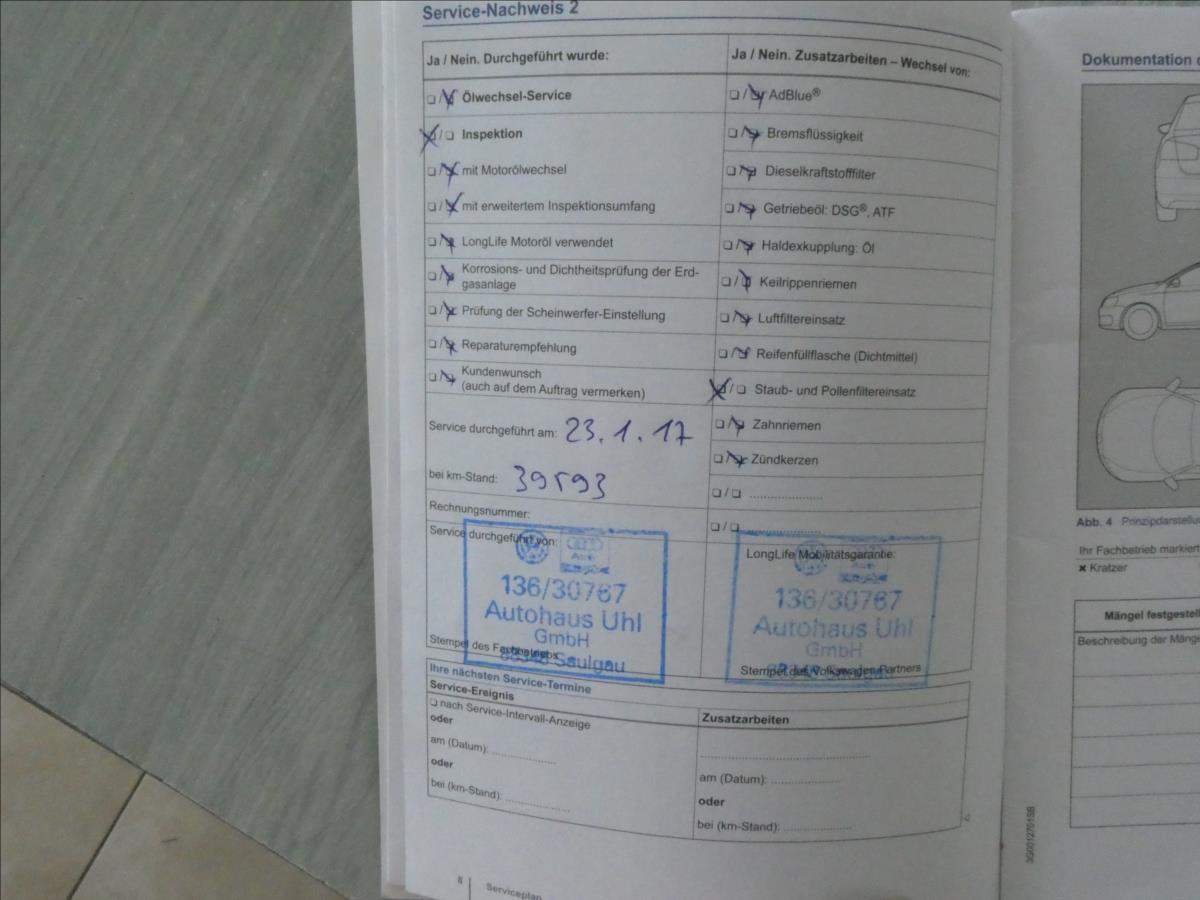 Service-Nachweis 2
Ja / Nein. Durchgeführt wurde:
❏ / ❏ Ölwechsel-Service
❏ / ❏ Inspektion
❏ / ❏ mit Motorölwechsel
❏ / ❏ mit erweitertem Inspektionsumfang
❏ / ❏ LongLife Motoröl verwendet
❏ / ❏ Korrosions- und Dichtheitsprüfung der Erd-
gasanlage
❏ / ❏ Prüfung der Scheinwerfer-Einstellung
❏ / ❏ Reparaturempfehlung
❏ / ❏ Kundenwunsch
(auch auf dem Auftrag vermerken)
Service durchgeführt am: 23.1.17
bei km-Stand: 39593
Rechnungsnummer:
Service durchgeführt von:
136/30767
Autohaus Uhl
GmbH
Saulgau
Stempel des Fachbetriebs
Ja / Nein. Zusatzarbeiten – Wechsel von:
❏ / ❏ AdBlue®
❏ / ❏ Bremsflüssigkeit
❏ / ❏ Dieselkraftstofffilter
❏ / ❏ Getriebeöl: DSG®, ATF
❏ / ❏ Haldexkupplung: Öl
❏ / ❏ Keilrippenriemen
❏ / ❏ Luftfiltereinsatz
❏ / ❏ Reifenfüllflasche (Dichtmittel)
❏ / ❏ Staub- und Pollenfiltereinsatz
❏ / ❏ Zahnriemen
❏ / ❏ Zündkerzen
❏ / ❏ ....................
❏ / ❏ ....................
LongLife Mobilitätsgarantie:
136/30767
Autohaus Uhl
GmbH
Stempel des Volkswagen Partners
Ihre nächsten Service-Termine
Service-Ereignis
❏ nach Service-Intervall-Anzeige
oder
am (Datum): ..................
oder
bei (km-Stand): ..................
Zusatzarbeiten
am (Datum): ..................
oder
bei (km-Stand): ..................
8 Serviceplan
Dokumentation
Abb. 4 Prinzipdarstellu
Ihr Fachbetrieb markiert
✖ Kratzer
Mängel festgestell
Beschreibung der Mänge
3G0012701SB